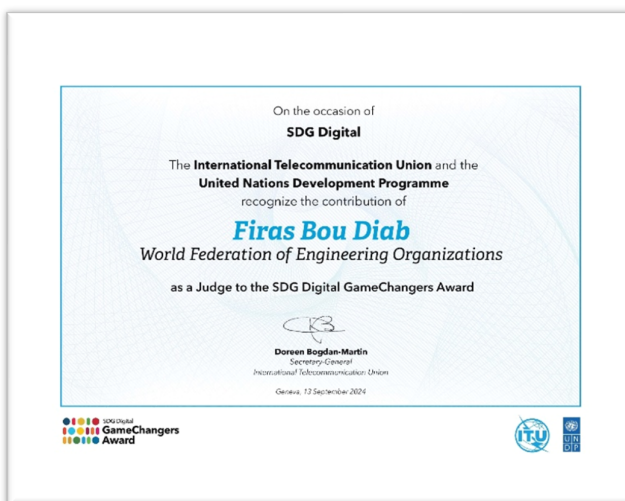 On the occasion of
SDG Digital
The International Telecommunication Union and the
United Nations Development Programme
recognize the contribution of
Firas Bou Diab
World Federation of Engineering Organizations
as a Judge to the SDG Digital GameChangers Award
Doreen Bogdan-Martin
Secretary-General
International Telecommunication Union
Geneva, 13 September 2024
SDG Digital
GameChangers
Award
ITU
U N
D P